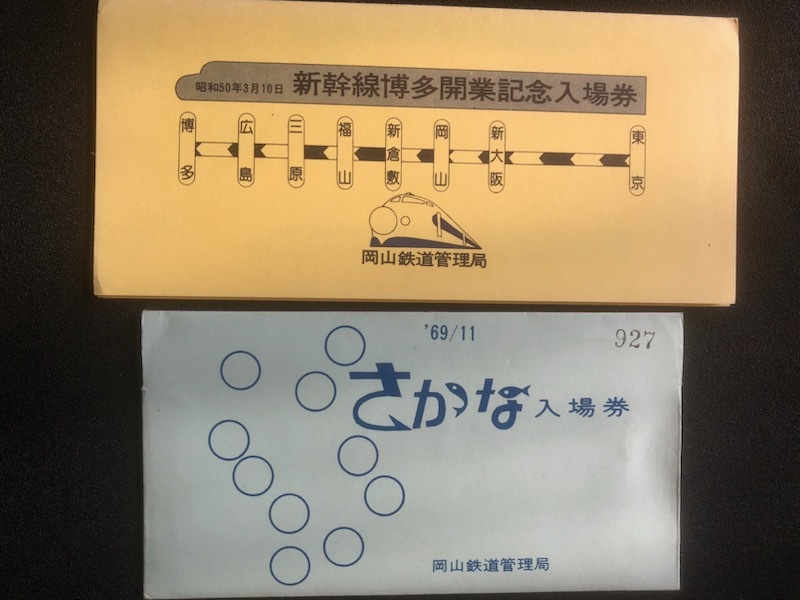 昭和50年3月10日 新幹線博多開業記念入場券
博多 広島 三原 福山 新倉敷 岡山 新大阪 東京
岡山鉄道管理局
'69/11 927
さかな入場券
岡山鉄道管理局